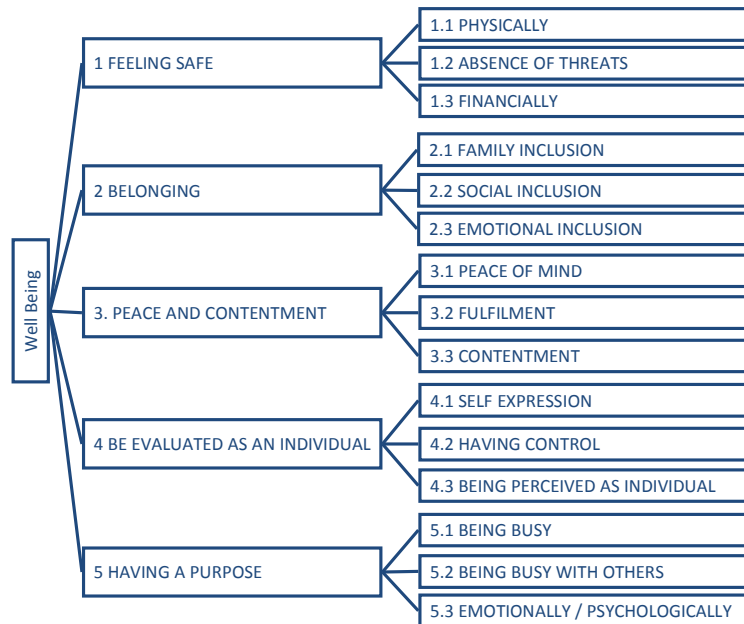 Well Being
1 FEELING SAFE
1.1 PHYSICALLY
1.2 ABSENCE OF THREATS
1.3 FINANCIALLY
2 BELONGING
2.1 FAMILY INCLUSION
2.2 SOCIAL INCLUSION
2.3 EMOTIONAL INCLUSION
3. PEACE AND CONTENTMENT
3.1 PEACE OF MIND
3.2 FULFILMENT
3.3 CONTENTMENT
4 BE EVALUATED AS AN INDIVIDUAL
4.1 SELF EXPRESSION
4.2 HAVING CONTROL
4.3 BEING PERCEIVED AS INDIVIDUAL
5 HAVING A PURPOSE
5.1 BEING BUSY
5.2 BEING BUSY WITH OTHERS
5.3 EMOTIONALLY / PSYCHOLOGICALLY